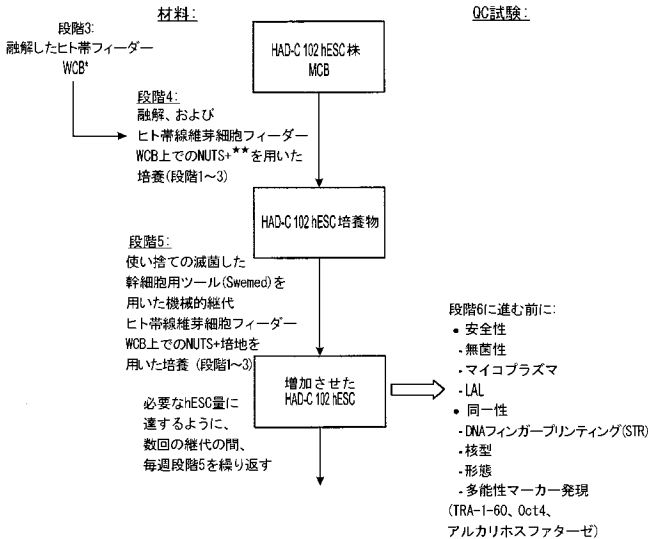 材料:
QC試験:
段階3:
融解したヒト帯フィーダー
WCB*
HAD-C 102 hESC 株
MCB
段階4:
融解、および
ヒト帯線維芽細胞フィーダー
WCB上でのNUTS+★★を用いた
培養(段階1~3)
HAD-C 102 hESC 培養物
段階5:
使い捨ての滅菌した
幹細胞用ツール(Swemed)を
用いた機械的継代
ヒト帯線維芽細胞フィーダー
WCB上でのNUTS+培地を
用いた培養 (段階1~3)
増加させた
HAD-C 102 hESC
必要なhESC量に
達するように、
数回の継代の間、
毎週段階5を繰り返す
段階6に進む前に:
• 安全性
-無菌性
-マイコプラズマ
-LAL
• 同一性
-DNAフィンガープリンティング(STR)
-核型
-形態
-多能性マーカー発現
(TRA-1-60、Oct4、
アルカリホスファターゼ)